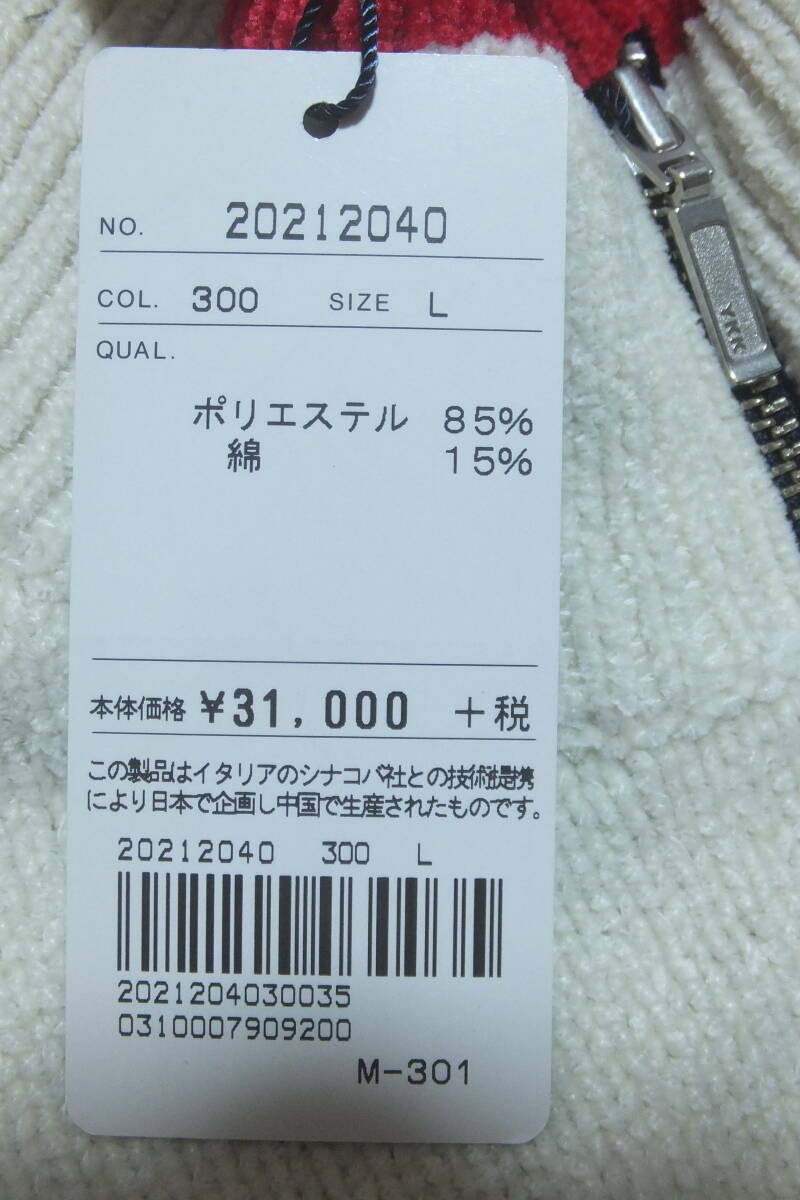 NO. 20212040
COL. 300 SIZE L
QUAL.
ポリエステル 85%
綿 15%
本体価格 ¥31,000 +税
この製品はイタリアのシナコバ社との技術提携
により日本で企画し中国で生産されたものです。
20212040 300 L
2021204030035
0310007909200
M-301
YKK